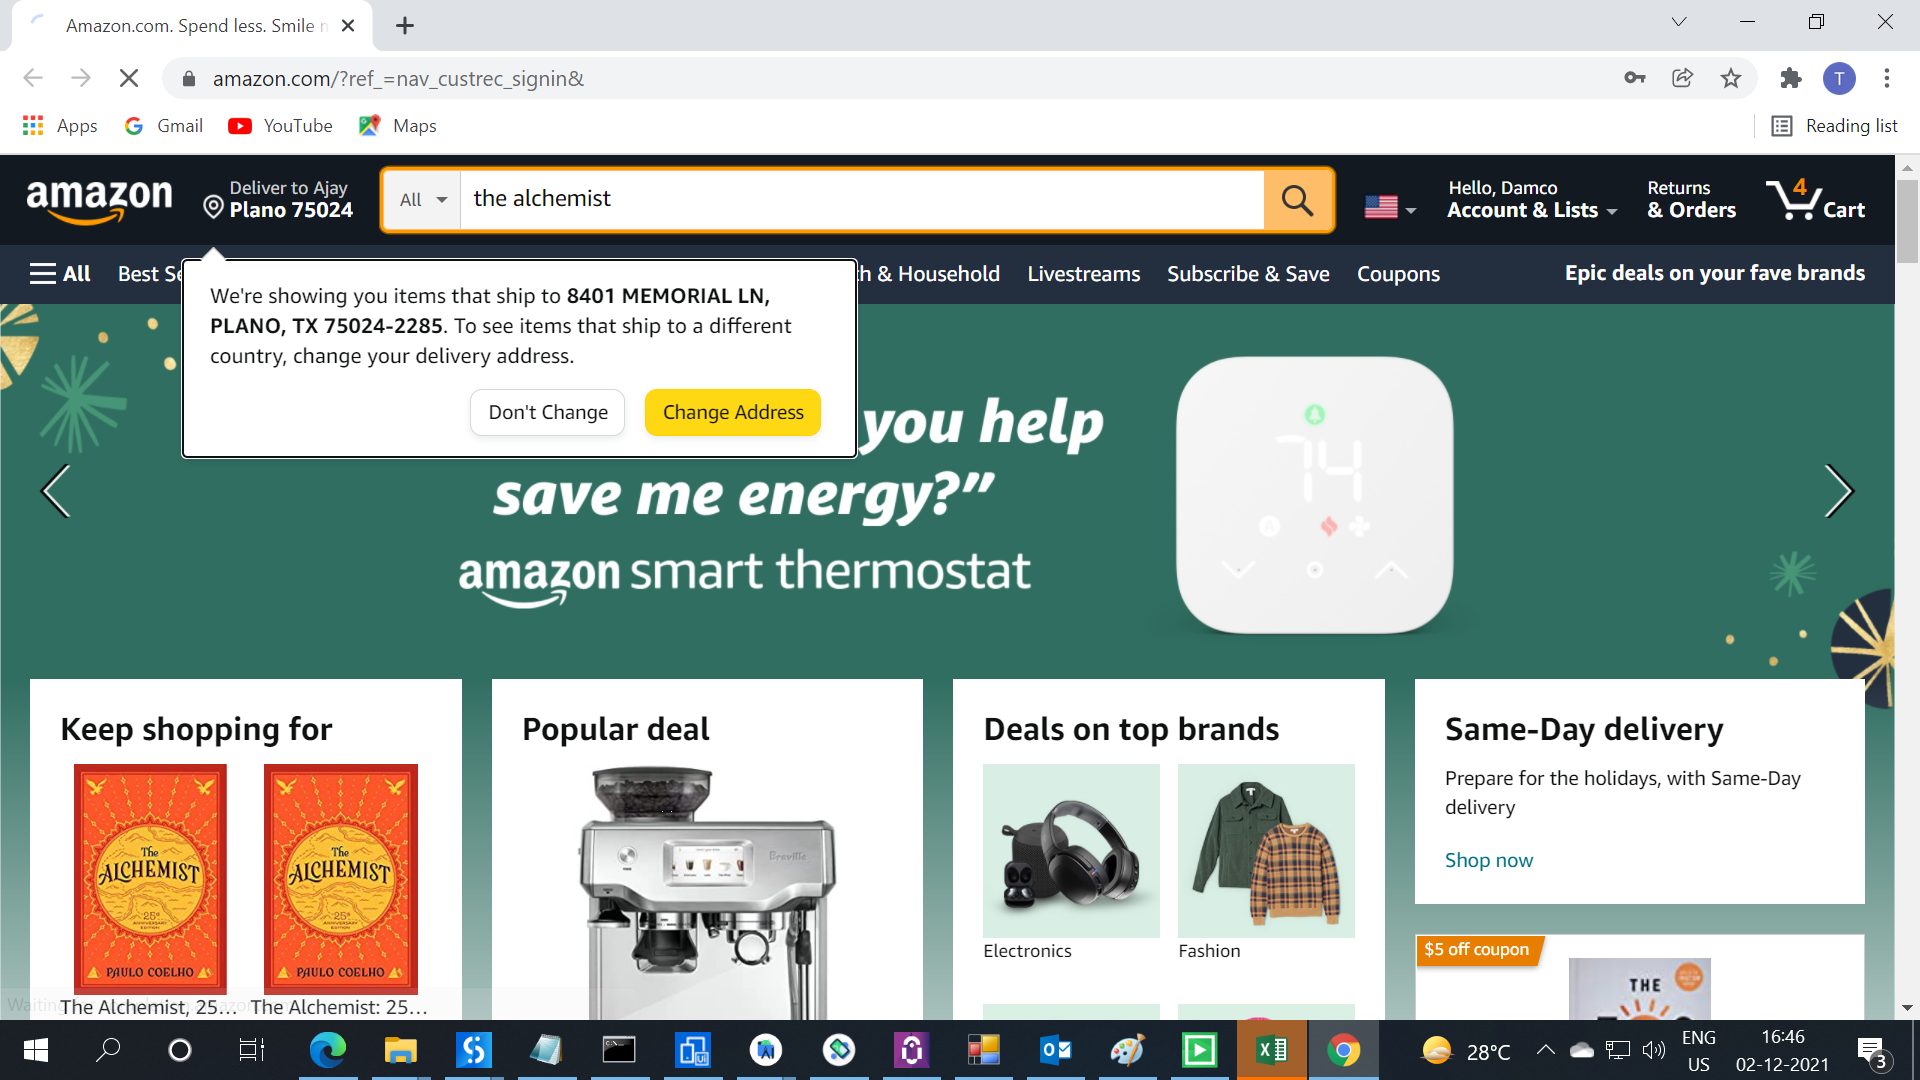 Amazon.com. Spend less. Smile
amazon.com/?ref_=nav_custrec_signin&
T
Apps
Gmail
YouTube
Maps
Reading list
amazon
Deliver to Ajay
Plano 75024
All
the alchemist
Hello, Damco
Account & Lists
Returns
& Orders
4
Cart
All
Best Se
h & Household
Livestreams
Subscribe & Save
Coupons
Epic deals on your fave brands
We're showing you items that ship to 8401 MEMORIAL LN,
PLANO, TX 75024-2285. To see items that ship to a different
country, change your delivery address.
Don't Change
Change Address
you help
save me energy?”
amazon smart thermostat
74
Keep shopping for
The
ALCHEMIST
25th
ANNIVERSARY
EDITION
PAULO COELHO
The Alchemist, 25...
The
ALCHEMIST
25th
ANNIVERSARY
EDITION
PAULO COELHO
The Alchemist: 25...
Popular deal
Breville
Deals on top brands
Electronics
Fashion
Same-Day delivery
Prepare for the holidays, with Same-Day
delivery
Shop now
$5 off coupon
THE
28°C
ENG
US
16:46
02-12-2021
3